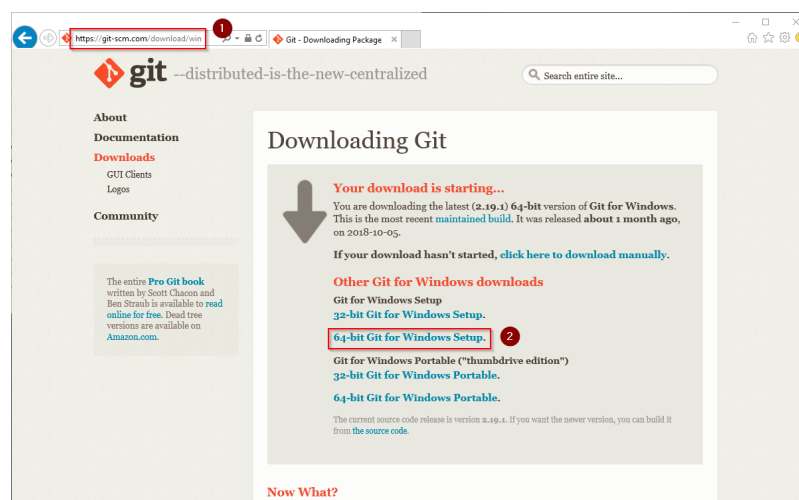 1
https://git-scm.com/download/win
Git - Downloading Package
git --distributed-is-the-new-centralized
Search entire site...
About
Documentation
Downloads
GUI Clients
Logos
Community
The entire Pro Git book
written by Scott Chacon and
Ben Straub is available to read
online for free. Dead tree
versions are available on
Amazon.com.
Downloading Git
Your download is starting...
You are downloading the latest (2.19.1) 64-bit version of Git for Windows.
This is the most recent maintained build. It was released about 1 month ago,
on 2018-10-05.
If your download hasn't started, click here to download manually.
Other Git for Windows downloads
Git for Windows Setup
32-bit Git for Windows Setup.
64-bit Git for Windows Setup.
2
Git for Windows Portable ("thumbdrive edition")
32-bit Git for Windows Portable.
64-bit Git for Windows Portable.
The current source code release is version 2.19.1. If you want the newer version, you can build it
from the source code.
Now What?